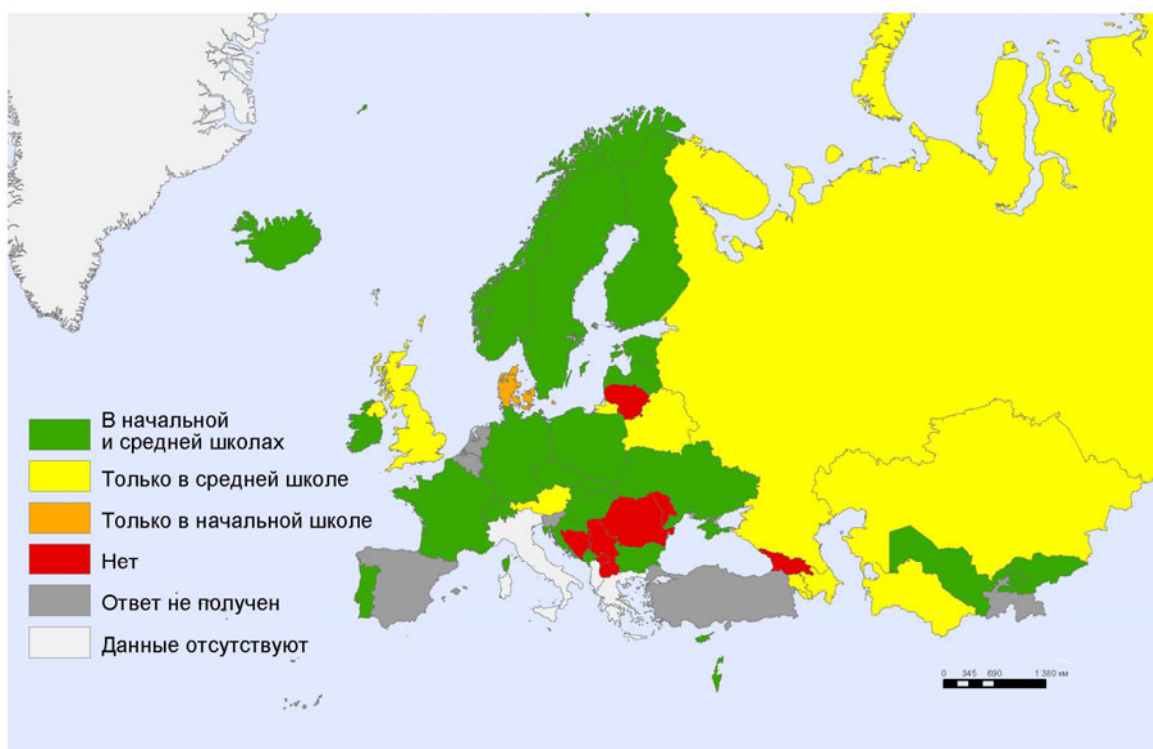 В начальной
и средней школах
Только в средней школе
Только в начальной школе
Нет
Ответ не получен
Данные отсутствуют
0 345 690 1 380 км